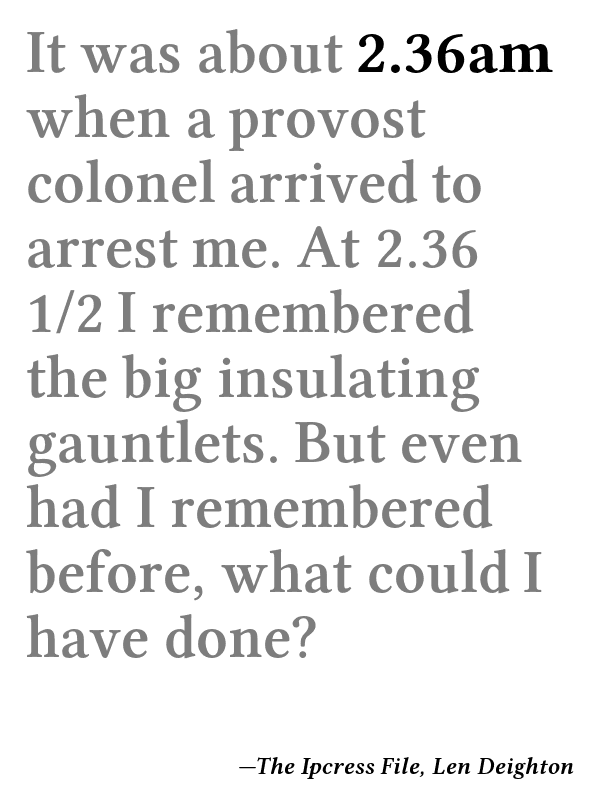 It was about 2.36am
when a provost
colonel arrived to
arrest me. At 2.36
1/2 I remembered
the big insulating
gauntlets. But even
had I remembered
before, what could I
have done?
—The Ipcress File, Len Deighton